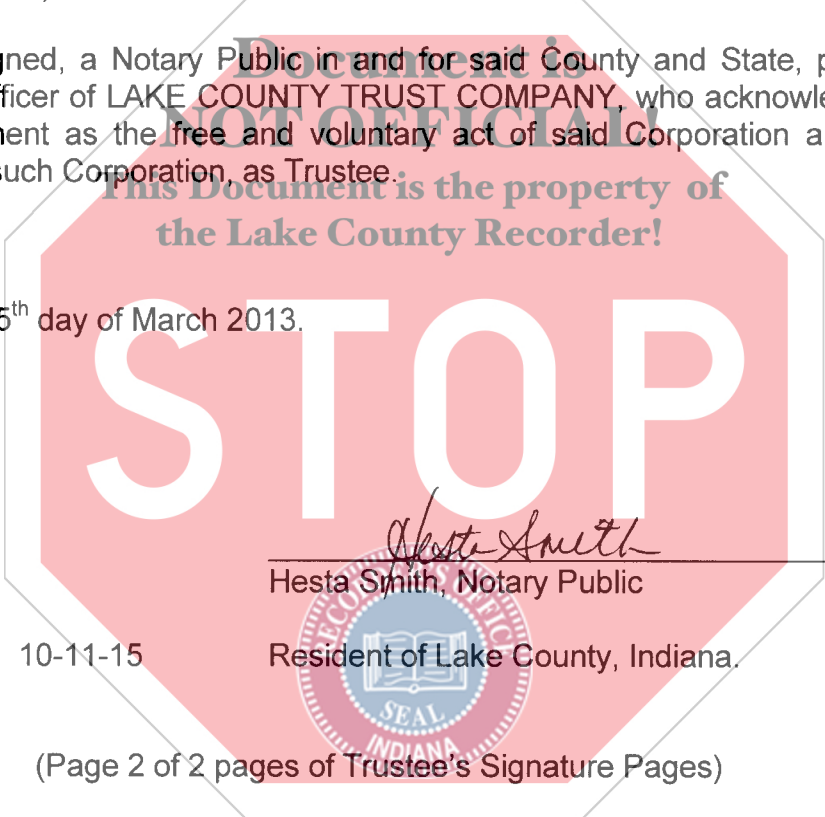 Document is
gned, a Notary Public in and for said County and State, p
fficer of LAKE COUNTY TRUST COMPANY, who acknowle
NOT OFFICIAL!
nent as the free and voluntary act of said Corporation a
such Corporation, as Trustee.
This Document is the property of
the Lake County Recorder!
5th day of March 2013.
STOP
Hesta Smith
Hesta Smith, Notary Public
10-11-15 Resident of Lake County, Indiana.
RECORDER'S OFFICE
SEAL
INDIANA
(Page 2 of 2 pages of Trustee's Signature Pages)